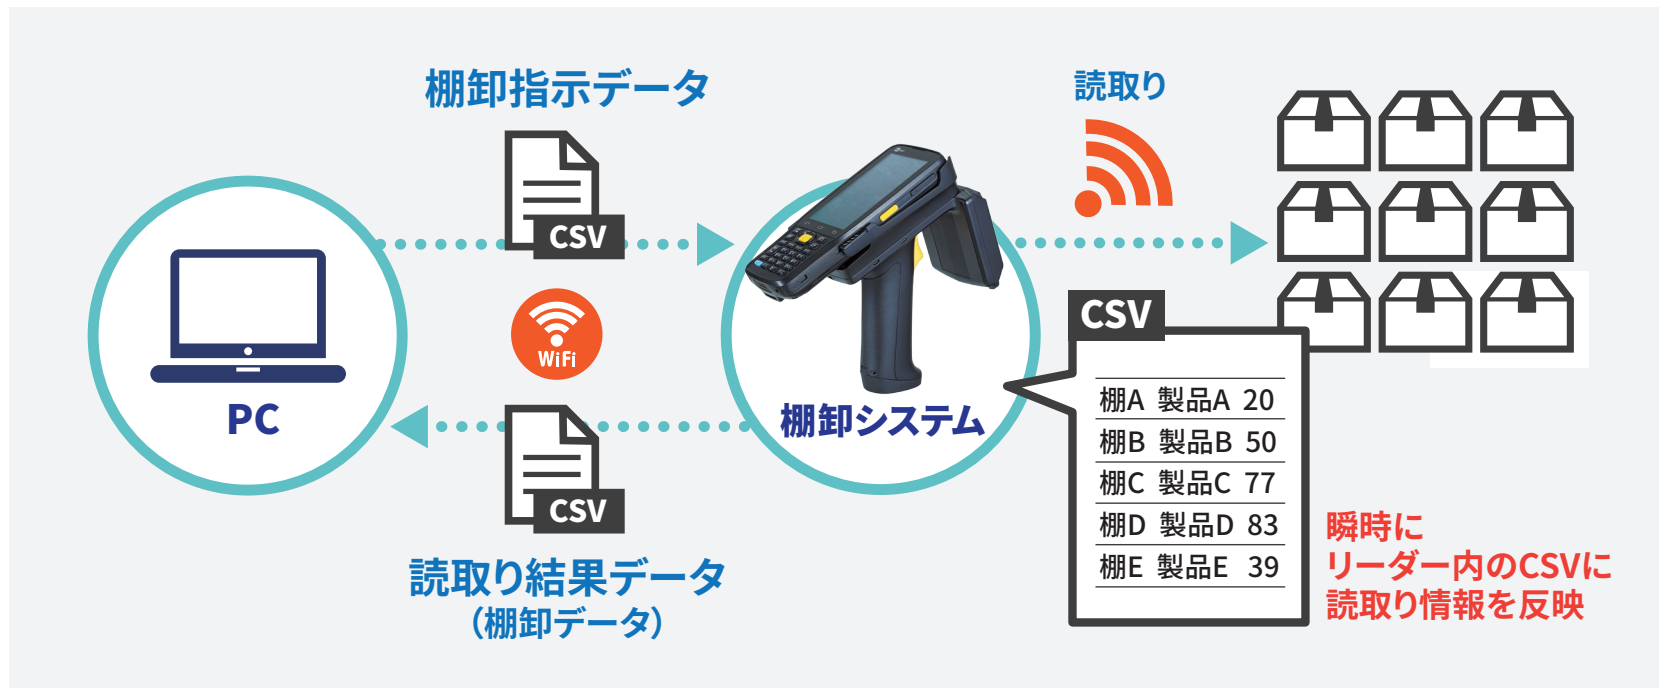 棚卸指示データ
CSV
WiFi
PC
CSV
読取り結果データ
（棚卸データ）
棚卸システム
読取り
CSV
棚A 製品A 20
棚B 製品B 50
棚C 製品C 77
棚D 製品D 83
棚E 製品E 39
瞬時に
リーダー内のCSVに
読取り情報を反映